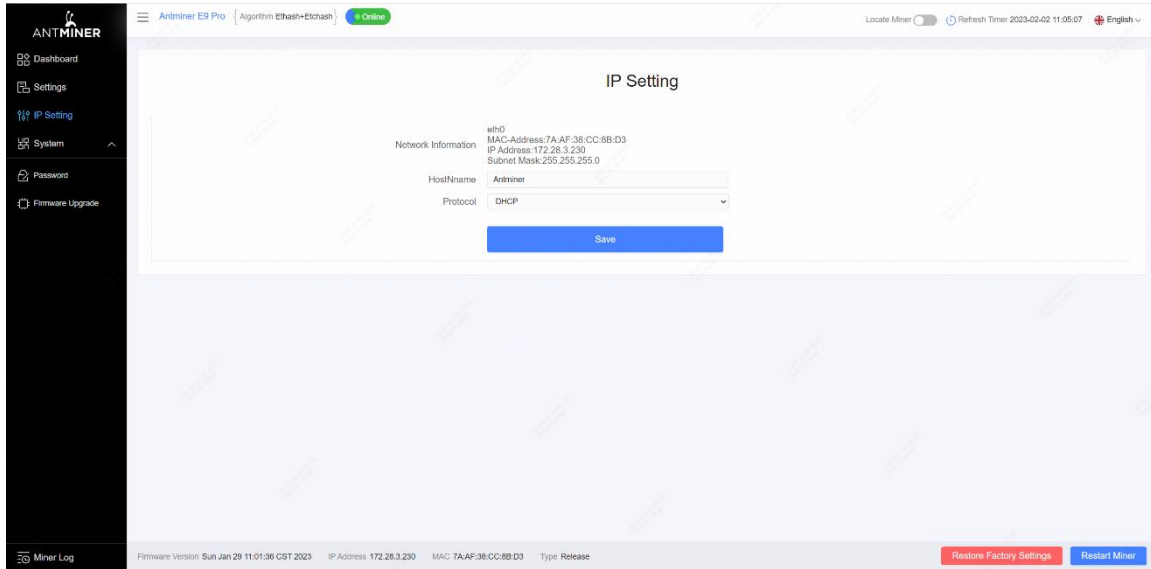 ANTMINER
Antminer E9 Pro { Algorithm Ethash+Etchash } Online
Locate Miner Refresh Timer 2023-02-02 11:05:07 English
Dashboard
Settings
IP Setting
System
Password
Firmware Upgrade
IP Setting
Network Information
eth0
MAC-Address:7A:AF:38:CC:8B:D3
IP Address:172.28.3.230
Subnet Mask:255.255.255.0
HostNname Antminer
Protocol DHCP
Save
Miner Log
Firmware Version Sun Jan 29 11:01:36 CST 2023 IP Address 172.28.3.230 MAC 7A:AF:38:CC:8B:D3 Type Release
Restore Factory Settings Restart Miner